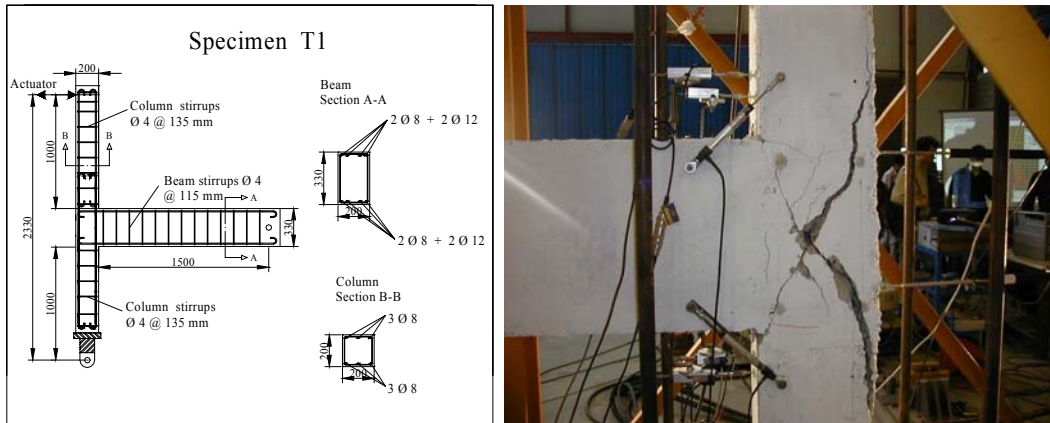 Specimen T1
200
Actuator
Column stirrups
Ø 4 @ 135 mm
B B
1000
2330
Beam stirrups Ø 4
@ 115 mm
A
330
A
1500
1000
Column stirrups
Ø 4 @ 135 mm
Beam
Section A-A
2 Ø 8 + 2 Ø 12
330
200
2 Ø 8 + 2 Ø 12
Column
Section B-B
3 Ø 8
200
200
3 Ø 8